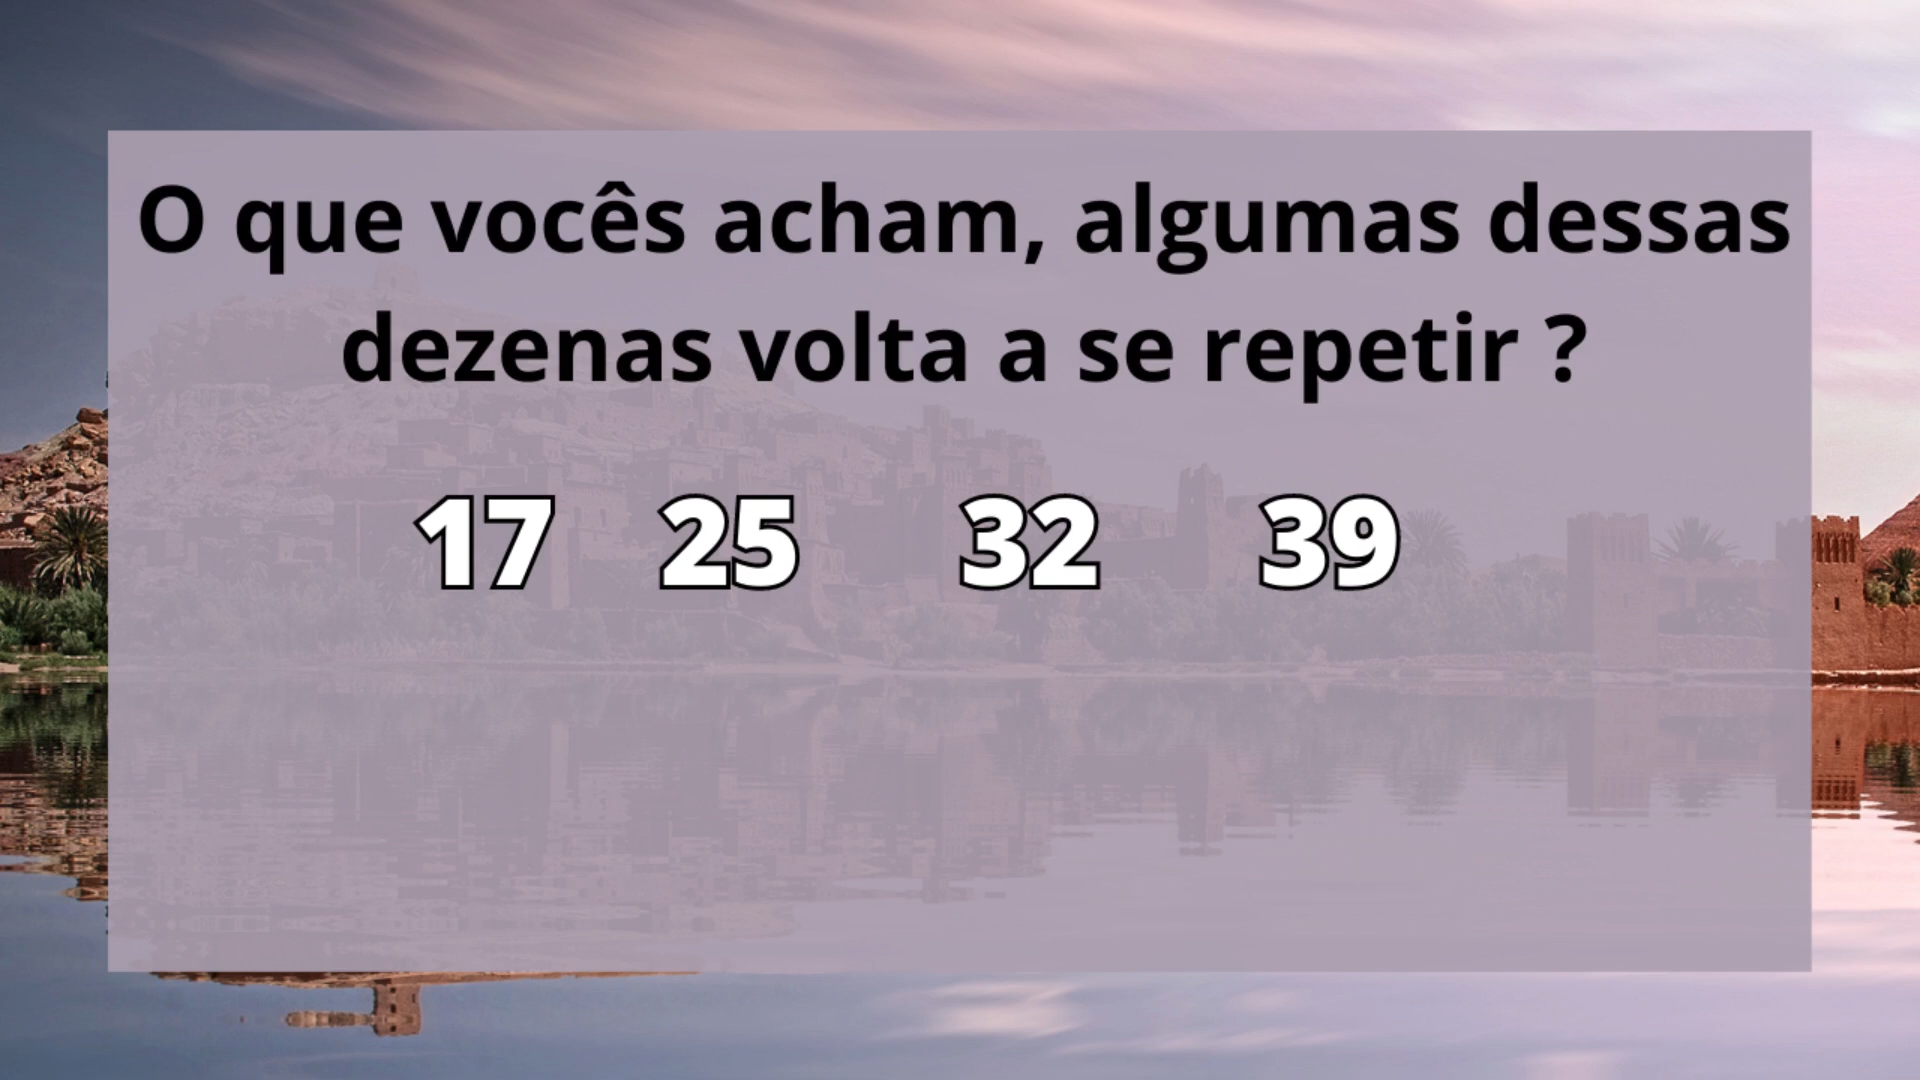 O que vocês acham, algumas dessas
dezenas volta a se repetir ?
17 25 32 39